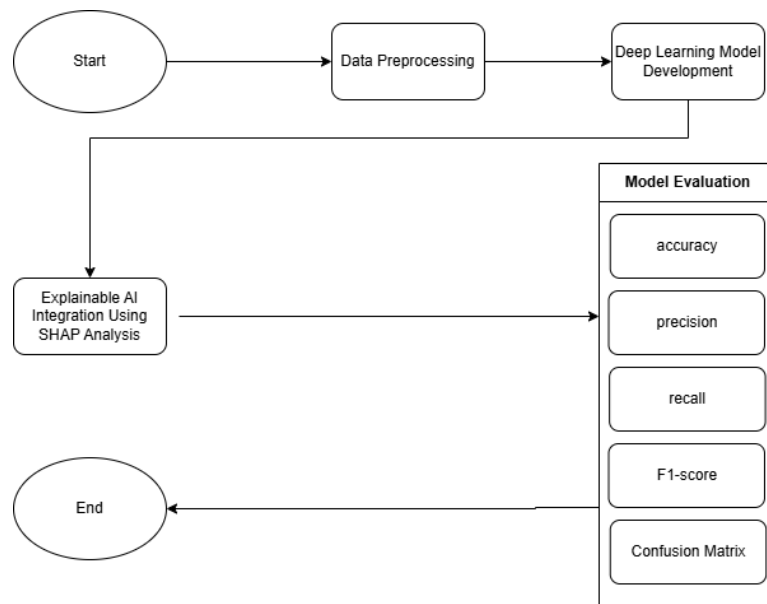 Start
Data Preprocessing
Deep Learning Model
Development
Model Evaluation
accuracy
Explainable AI
Integration Using
SHAP Analysis
precision
recall
F1-score
End
Confusion Matrix